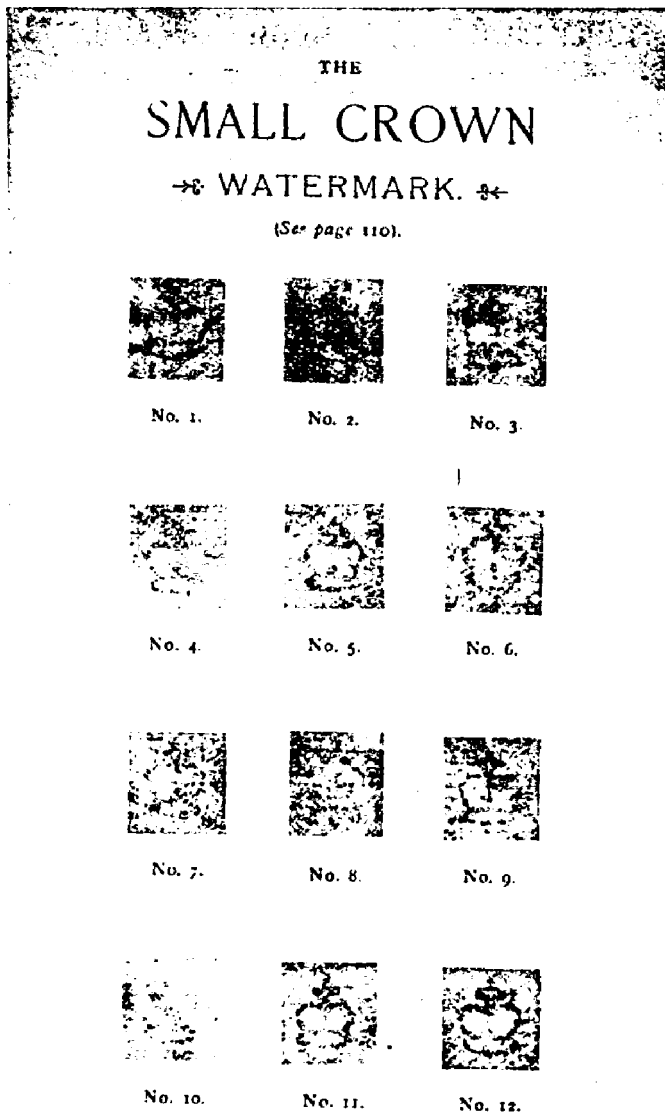 THE
SMALL CROWN
WATERMARK.
(See page 110).
No. 1. No. 2. No. 3.
No. 4. No. 5. No. 6.
No. 7. No. 8. No. 9.
No. 10. No. 11. No. 12.